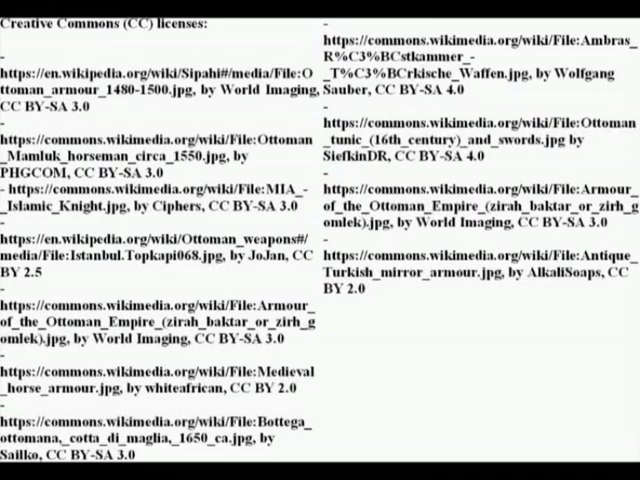 Creative Commons (CC) licenses:
-
https://en.wikipedia.org/wiki/Sipahi#/media/File:O
ttoman_armour_1480-1500.jpg, by World Imaging,
CC BY-SA 3.0
-
https://commons.wikimedia.org/wiki/File:Ottoman
_Mamluk_horseman_circa_1550.jpg, by
PHGCOM, CC BY-SA 3.0
- https://commons.wikimedia.org/wiki/File:MIA_-
_Islamic_Knight.jpg, by Ciphers, CC BY-SA 3.0
-
https://en.wikipedia.org/wiki/Ottoman_weapons#/
media/File:Istanbul.Topkapi068.jpg, by JoJan, CC
BY 2.5
-
https://commons.wikimedia.org/wiki/File:Armour_
of_the_Ottoman_Empire_(zirah_baktar_or_zirh_g
omlek).jpg, by World Imaging, CC BY-SA 3.0
-
https://commons.wikimedia.org/wiki/File:Medieval
_horse_armour.jpg, by whiteafrican, CC BY 2.0
-
https://commons.wikimedia.org/wiki/File:Bottega_
ottomana,_cotta_di_maglia,_1650_ca.jpg, by
Sailko, CC BY-SA 3.0
-
https://commons.wikimedia.org/wiki/File:Ambras_
R%C3%BCstkammer_-
_T%C3%BCrkische_Waffen.jpg, by Wolfgang
Sauber, CC BY-SA 4.0
-
https://commons.wikimedia.org/wiki/File:Ottoman
_tunic_(16th_century)_and_swords.jpg by
SiefkinDR, CC BY-SA 4.0
-
https://commons.wikimedia.org/wiki/File:Armour_
of_the_Ottoman_Empire_(zirah_baktar_or_zirh_g
omlek).jpg, by World Imaging, CC BY-SA 3.0
-
https://commons.wikimedia.org/wiki/File:Antique_
Turkish_mirror_armour.jpg, by AlkaliSoaps, CC
BY 2.0